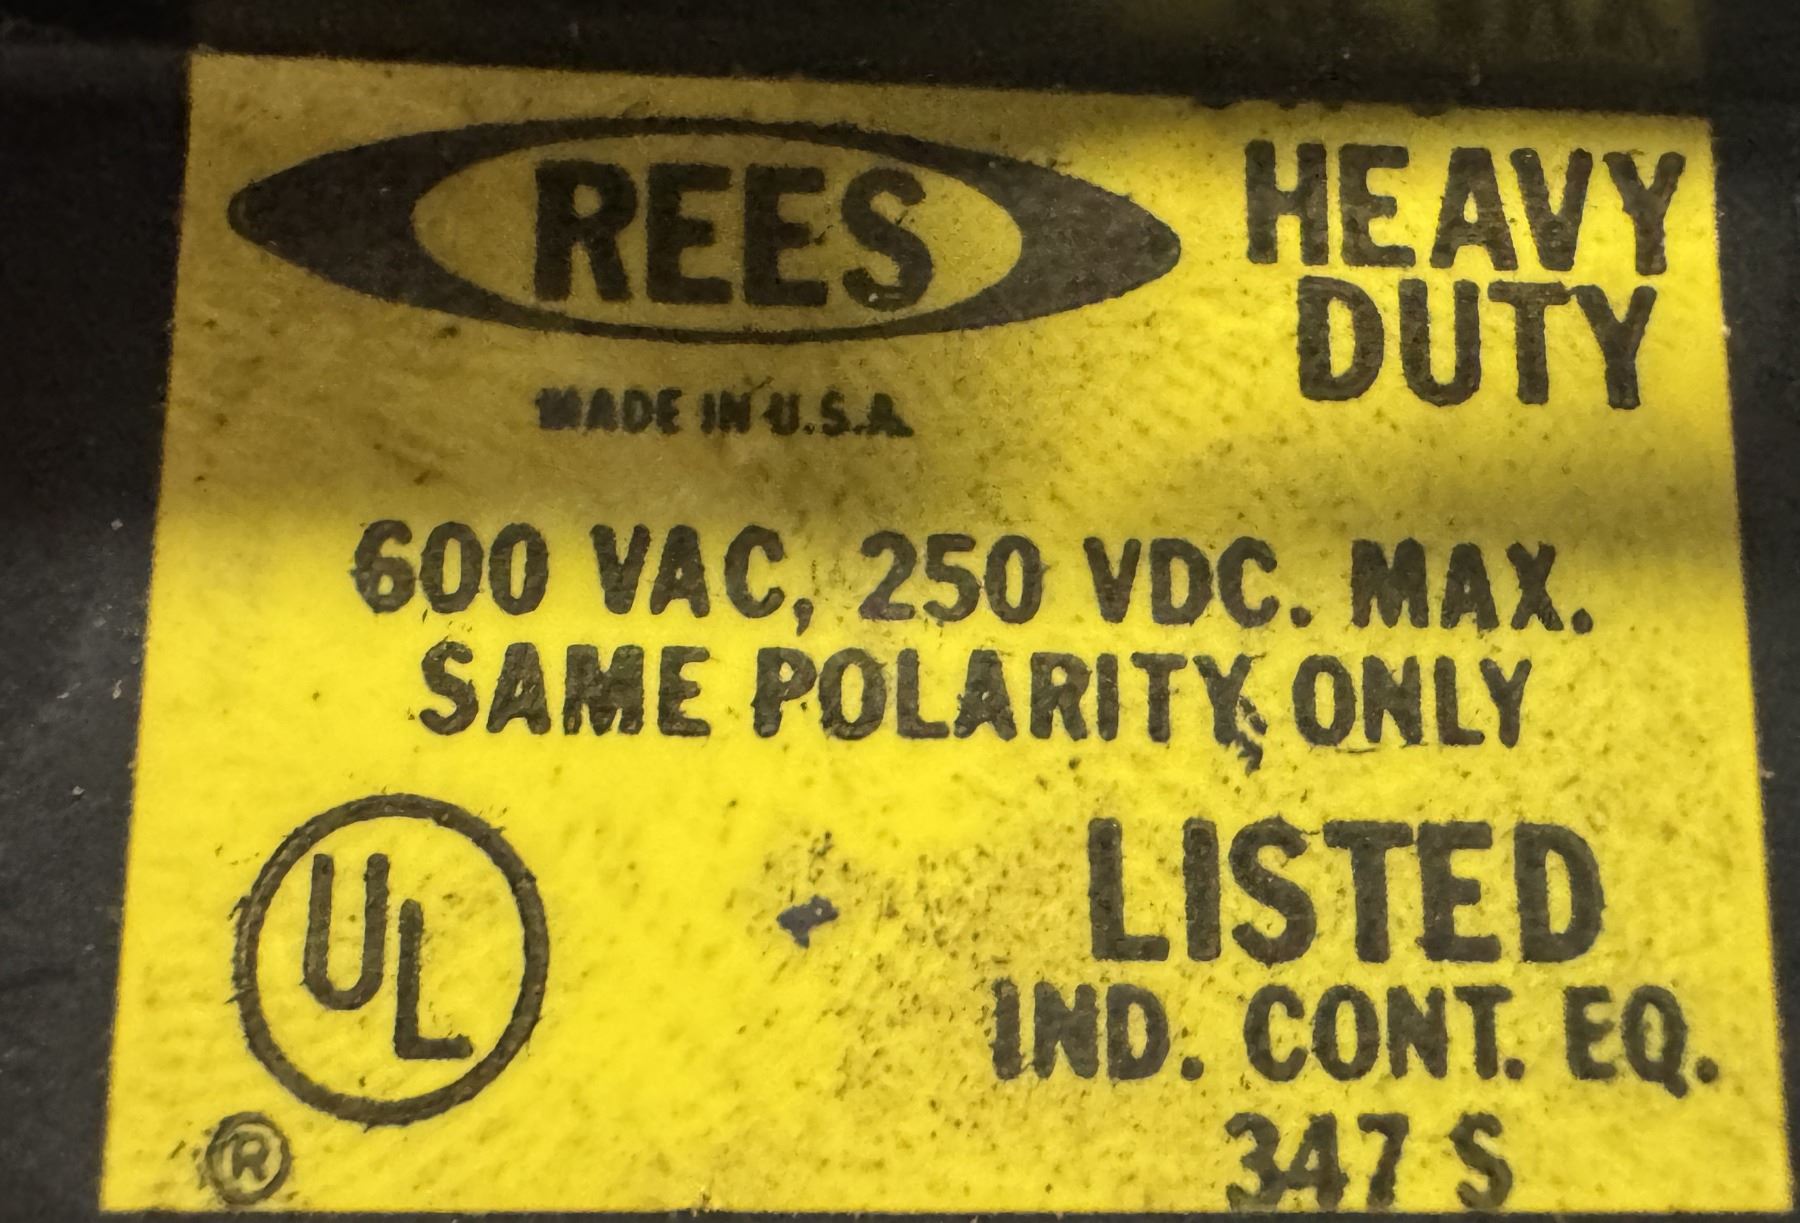 REES
HEAVY
DUTY
MADE IN U.S.A.
600 VAC, 250 VDC. MAX.
SAME POLARITY ONLY
UL
LISTED
IND. CONT. EQ.
®
347 S